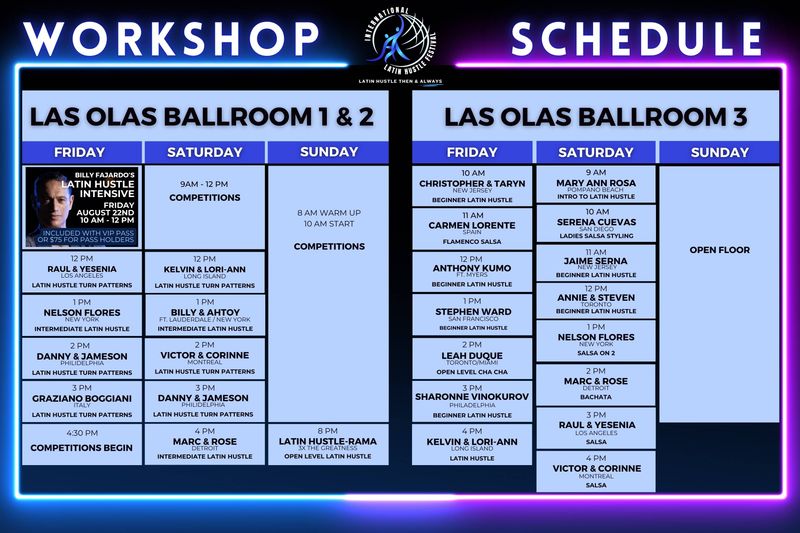 WORKSHOP
INTERNATIONAL
LATIN HUSTLE FESTIVAL
LATIN HUSTLE THEN & ALWAYS
SCHEDULE
LAS OLAS BALLROOM 1 & 2
FRIDAY
SATURDAY
SUNDAY
BILLY FAJARDO'S
LATIN HUSTLE
INTENSIVE
FRIDAY
AUGUST 22ND
10 AM - 12 PM
INCLUDED WITH VIP PASS
OR $75 FOR PASS HOLDERS
12 PM
RAUL & YESENIA
LOS ANGELES
LATIN HUSTLE TURN PATTERNS
1 PM
NELSON FLORES
NEW YORK
INTERMEDIATE LATIN HUSTLE
2 PM
DANNY & JAMESON
PHILIDELPHIA
LATIN HUSTLE TURN PATTERNS
3 PM
GRAZIANO BOGGIANI
ITALY
LATIN HUSTLE TURN PATTERNS
4:30 PM
COMPETITIONS BEGIN
9AM - 12 PM
COMPETITIONS
12 PM
KELVIN & LORI-ANN
LONG ISLAND
LATIN HUSTLE TURN PATTERNS
1 PM
BILLY & AHTOY
FT. LAUDERDALE / NEW YORK
INTERMEDIATE LATIN HUSTLE
2 PM
VICTOR & CORINNE
MONTREAL
LATIN HUSTLE TURN PATTERNS
3 PM
DANNY & JAMESON
PHILIDELPHIA
LATIN HUSTLE TURN PATTERNS
4 PM
MARC & ROSE
DETROIT
INTERMEDIATE LATIN HUSTLE
8 AM WARM UP
10 AM START
COMPETITIONS
8 PM
LATIN HUSTLE-RAMA
3X THE GREATNESS
OPEN LEVEL LATIN HUSTLE
LAS OLAS BALLROOM 3
FRIDAY
SATURDAY
SUNDAY
10 AM
CHRISTOPHER & TARYN
NEW JERSEY
BEGINNER LATIN HUSTLE
11 AM
CARMEN LORENTE
SPAIN
FLAMENCO SALSA
12 PM
ANTHONY KUMO
FT. MYERS
BEGINNER LATIN HUSTLE
1 PM
STEPHEN WARD
SAN FRANCISCO
BEGINNER LATIN HUSTLE
2 PM
LEAH DUQUE
TORONTO/MIAMI
OPEN LEVEL CHA CHA
3 PM
SHARONNE VINOKUROV
PHILADELPHIA
BEGINNER LATIN HUSTLE
4 PM
KELVIN & LORI-ANN
LONG ISLAND
LATIN HUSTLE
9 AM
MARY ANN ROSA
POMPANO BEACH
INTRO TO LATIN HUSTLE
10 AM
SERENA CUEVAS
SAN DIEGO
LADIES SALSA STYLING
11 AM
JAIME SERNA
NEW JERSEY
BEGINNER LATIN HUSTLE
12 PM
ANNIE & STEVEN
TORONTO
BEGINNER LATIN HUSTLE
1 PM
NELSON FLORES
NEW YORK
SALSA ON 2
2 PM
MARC & ROSE
DETROIT
BACHATA
3 PM
RAUL & YESENIA
LOS ANGELES
SALSA
4 PM
VICTOR & CORINNE
MONTREAL
SALSA
OPEN FLOOR